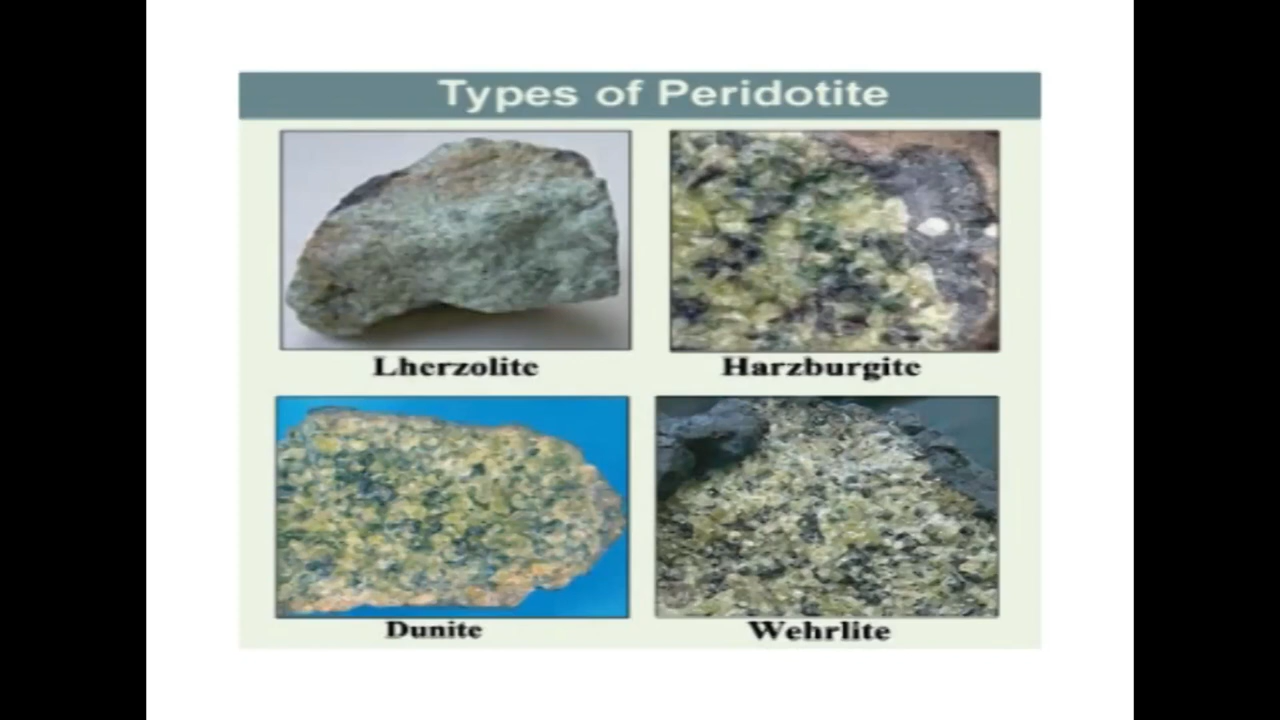 Types of Peridotite
Lherzolite
Harzburgite
Dunite
Wehrlite